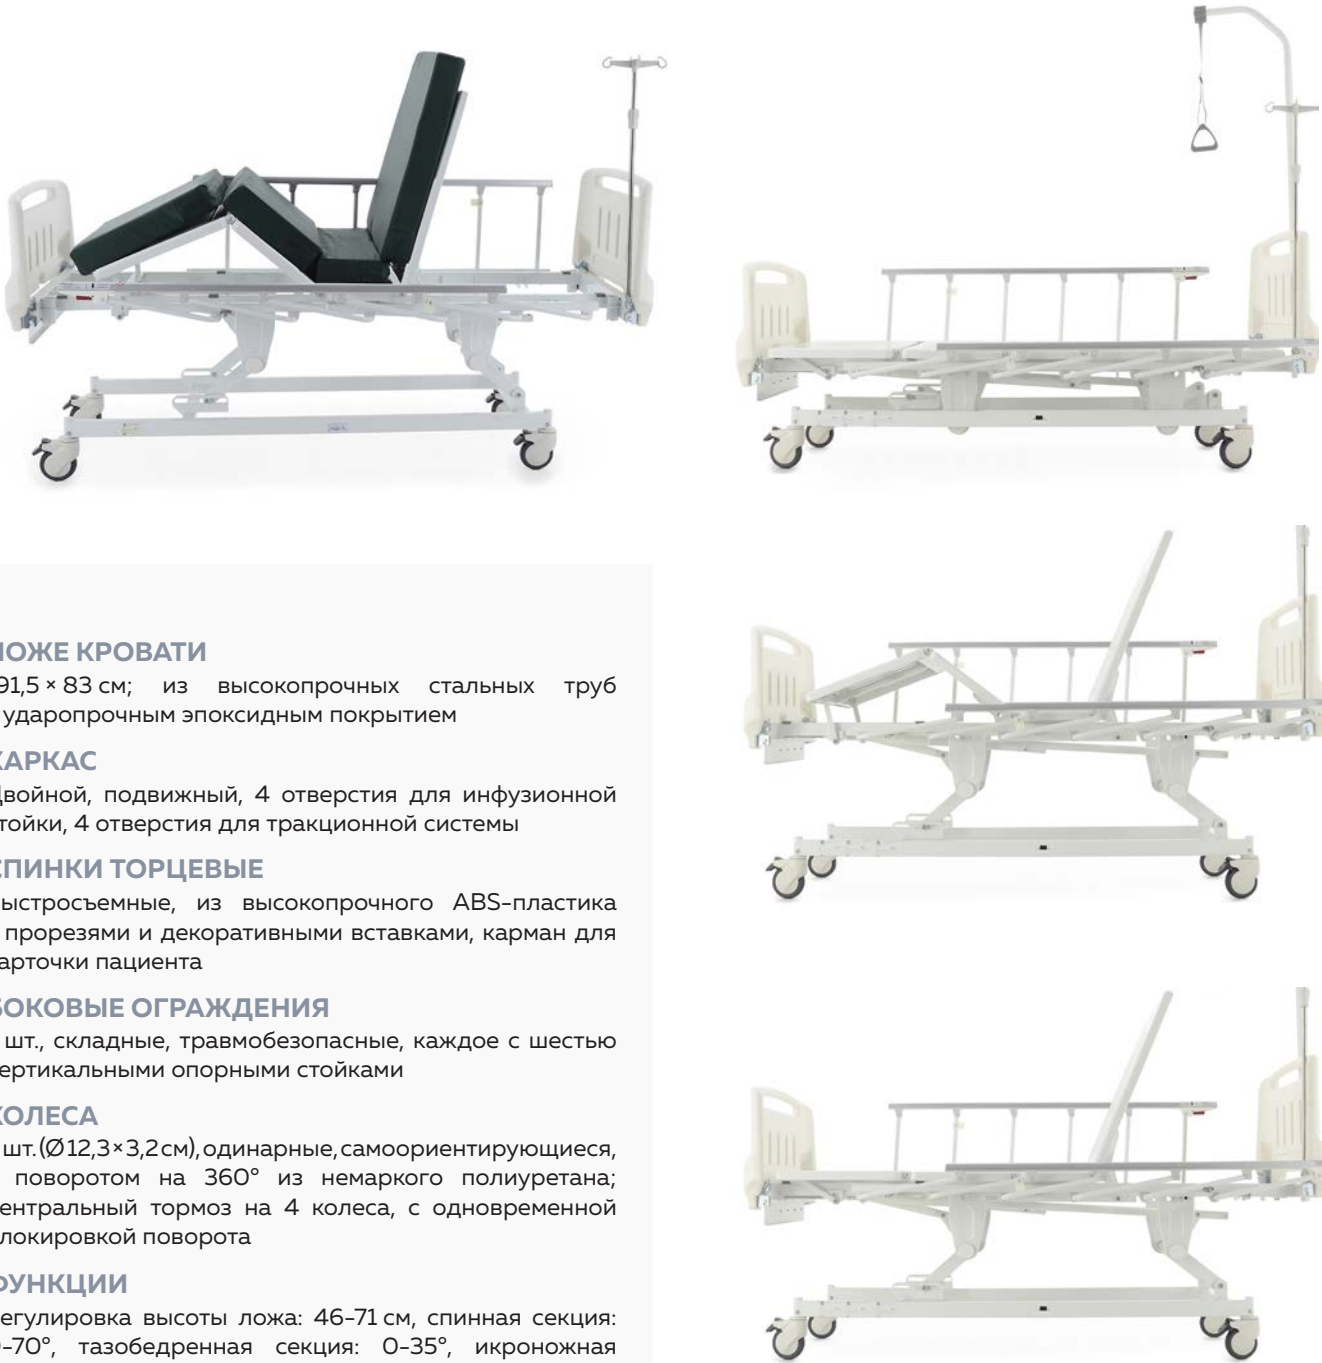 ЛОЖЕ КРОВАТИ
91,5 × 83 см; из высокопрочных стальных труб
ударопрочным эпоксидным покрытием
КАРКАС
Двойной, подвижный, 4 отверстия для инфузионной
тойки, 4 отверстия для тракционной системы
СПИНКИ ТОРЦЕВЫЕ
ыстросъемные, из высокопрочного ABS-пластика
прорезями и декоративными вставками, карман для
арточки пациента
БОКОВЫЕ ОГРАЖДЕНИЯ
шт., складные, травмобезопасные, каждое с шестью
ертикальными опорными стойками
КОЛЕСА
шт. (Ø 12,3 × 3,2 см), одинарные, самоориентирующиеся,
поворотом на 360° из немаркого полиуретана;
ентральный тормоз на 4 колеса, с одновременной
локировкой поворота
ФУНКЦИИ
егулировка высоты ложа: 46-71 см, спинная секция:
-70°, тазобедренная секция: 0-35°, икроножная